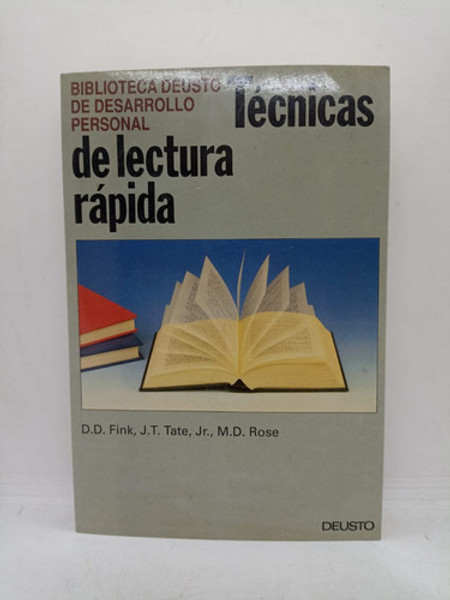 BIBLIOTECA DEUSTO
DE DESARROLLO
PERSONAL
Técnicas
de lectura
rápida
D.D. Fink, J.T. Tate, Jr., M.D. Rose
DEUSTO